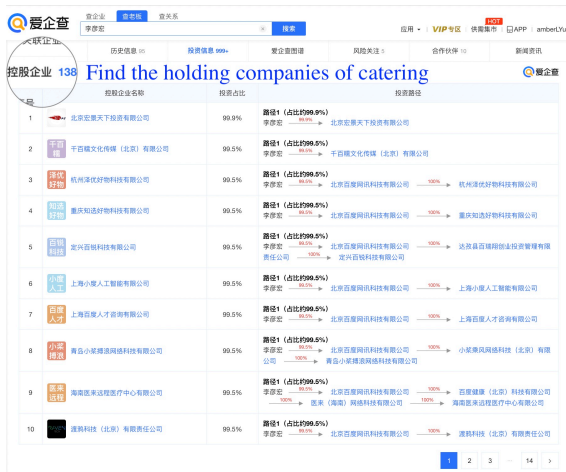 爱企查
查企业 查老板 查关系
李彦宏
搜索
应用 VIP专区 供需集市 HOT APP amberLYu
关联企业
历史信息 95 投资信息 999+ 爱企查图谱 风险关注 5 合作伙伴 10 新闻资讯
控股企业 138 Find the holding companies of catering 爱企查
序号 控股企业名称 投资占比 投资路径
1 北京宏景天下投资有限公司 99.9% 路径1（占比约99.9%）
李彦宏 99.9% 北京宏景天下投资有限公司
2 千百糯 千百糯文化传媒（北京）有限公司 99.5% 路径1（占比约99.5%）
李彦宏 99.5% 千百糯文化传媒（北京）有限公司
3 泽优好物 杭州泽优好物科技有限公司 99.5% 路径1（占比约99.5%）
李彦宏 99.5% 北京百度网讯科技有限公司 100% 杭州泽优好物科技有限公司
4 知选好物 重庆知选好物科技有限公司 99.5% 路径1（占比约99.5%）
李彦宏 99.5% 北京百度网讯科技有限公司 100% 重庆知选好物科技有限公司
5 百锐科技 定兴百锐科技有限公司 99.5% 路径1（占比约99.5%）
李彦宏 99.5% 北京百度网讯科技有限公司 100% 达孜县百瑞翔创业投资管理有限
责任公司 100% 定兴百锐科技有限公司
6 小度人工 上海小度人工智能有限公司 99.5% 路径1（占比约99.5%）
李彦宏 99.5% 北京百度网讯科技有限公司 100% 上海小度人工智能有限公司
7 百度人才 上海百度人才咨询有限公司 99.5% 路径1（占比约99.5%）
李彦宏 99.5% 北京百度网讯科技有限公司 100% 上海百度人才咨询有限公司
8 小桨搏浪 青岛小桨搏浪网络科技有限公司 99.5% 路径1（占比约99.5%）
李彦宏 99.5% 北京百度网讯科技有限公司 100% 小桨乘风网络科技（北京）有限
公司 100% 青岛小桨搏浪网络科技有限公司
9 医来远程 海南医来远程医疗中心有限公司 99.5% 路径1（占比约99.5%）
李彦宏 99.5% 北京百度网讯科技有限公司 100% 百度健康（北京）科技有限公司
100% 医来（海南）网络科技有限公司 100% 海南医来远程医疗中心有限公司
10 渡鸦科技（北京）有限责任公司 99.5% 路径1（占比约99.5%）
李彦宏 99.5% 北京百度网讯科技有限公司 100% 渡鸦科技（北京）有限责任公司
1 2 3 ··· 14 >